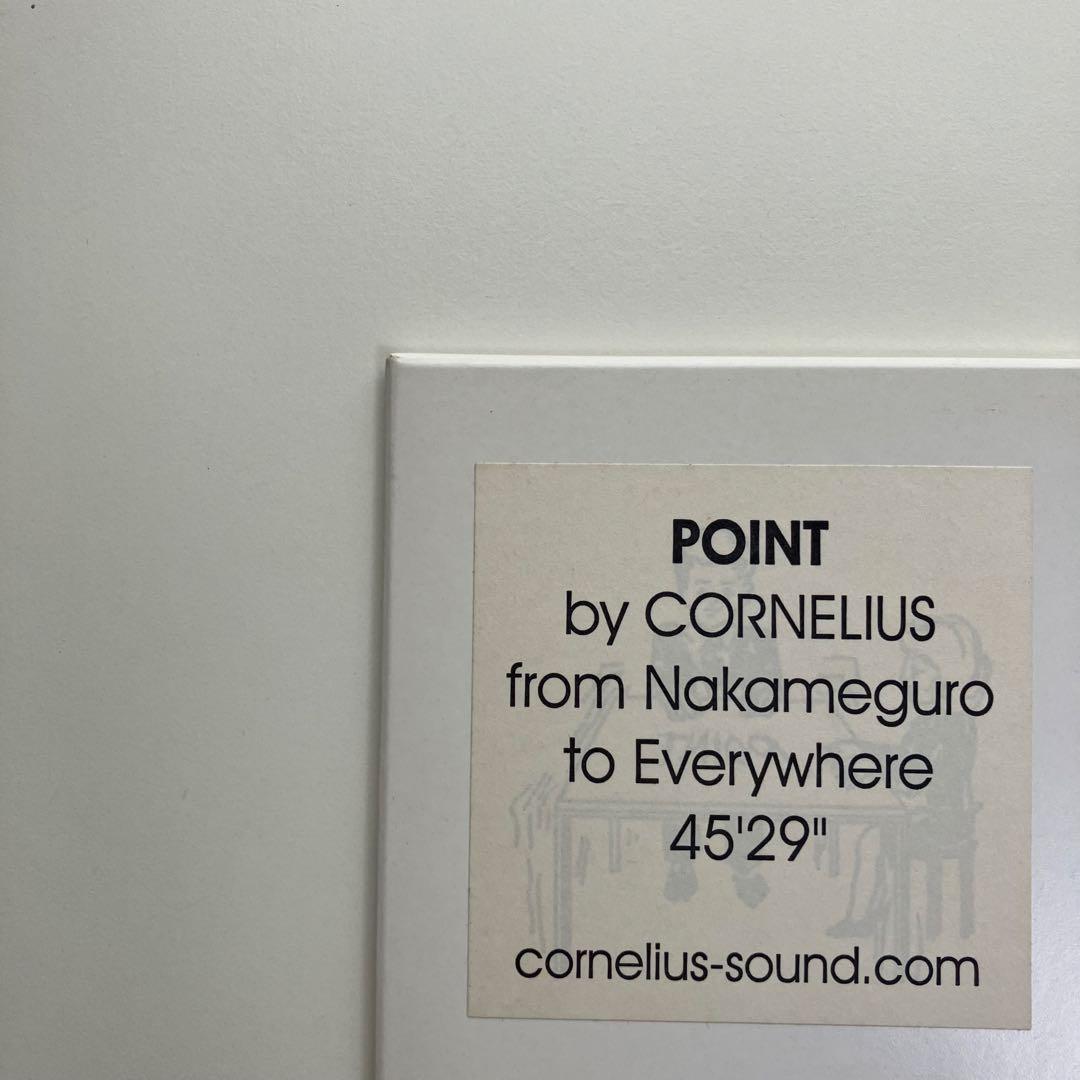 POINT
by CORNELIUS
from Nakameguro
to Everywhere
45'29"
cornelius-sound.com